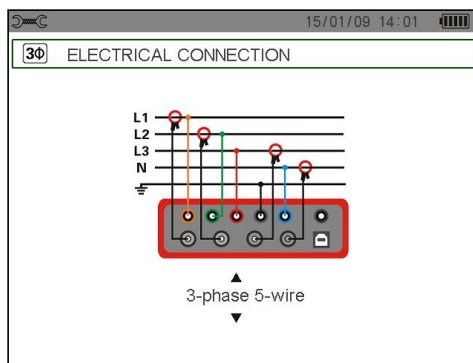 15/01/09 14:01
3Φ ELECTRICAL CONNECTION
L1
L2
L3
N
3-phase 5-wire